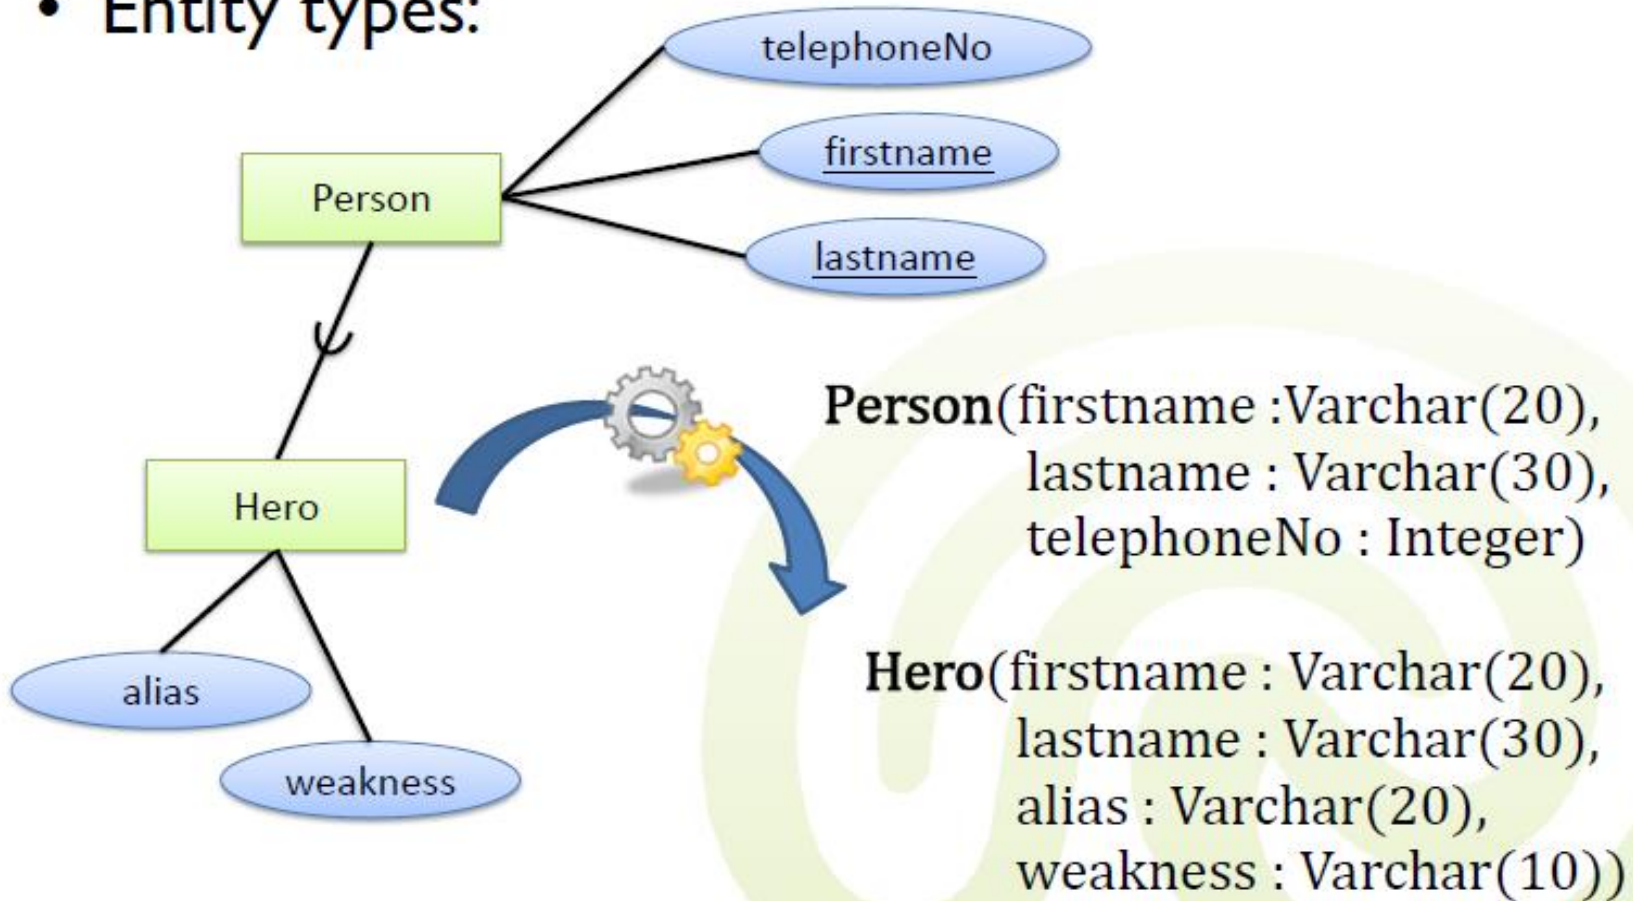 • Entity types:
telephoneNo
firstname
lastname
Person
Hero
alias
weakness
Person(firstname :Varchar(20),
lastname : Varchar(30),
telephoneNo : Integer)
Hero(firstname : Varchar(20),
lastname : Varchar(30),
alias : Varchar(20),
weakness : Varchar(10))